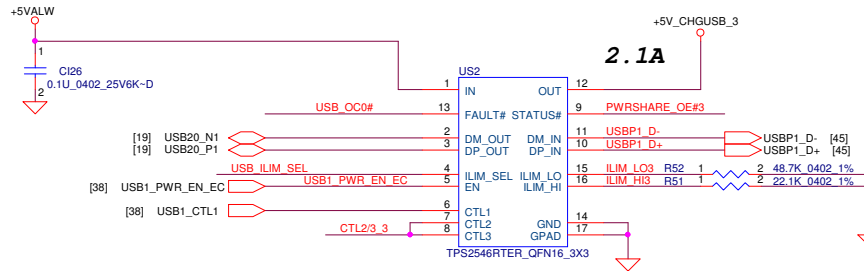 +5VALW
+5V_CHGUSB_3
2.1A
1
CI26
0.1U_0402_25V6K~D
2
US2
1 IN OUT 12
USB_OC0# 13 FAULT# STATUS# 9 PWRSHARE_OE#3
[19] USB20_N1 2 DM_OUT DM_IN 11 USBP1_D- USBP1_D- [45]
[19] USB20_P1 3 DP_OUT DP_IN 10 USBP1_D+ USBP1_D+ [45]
USB_ILIM_SEL 4 ILIM_SEL ILIM_LO 15 ILIM_LO3 R52 1 2 48.7K_0402_1%
[38] USB1_PWR_EN_EC USB1_PWR_EN_EC 5 EN ILIM_HI 16 ILIM_HI3 R51 1 2 22.1K_0402_1%
[38] USB1_CTL1 6 CTL1
7 CTL2 GND 14
CTL2/3_3 8 CTL3 GPAD 17
TPS2546RTER_QFN16_3X3